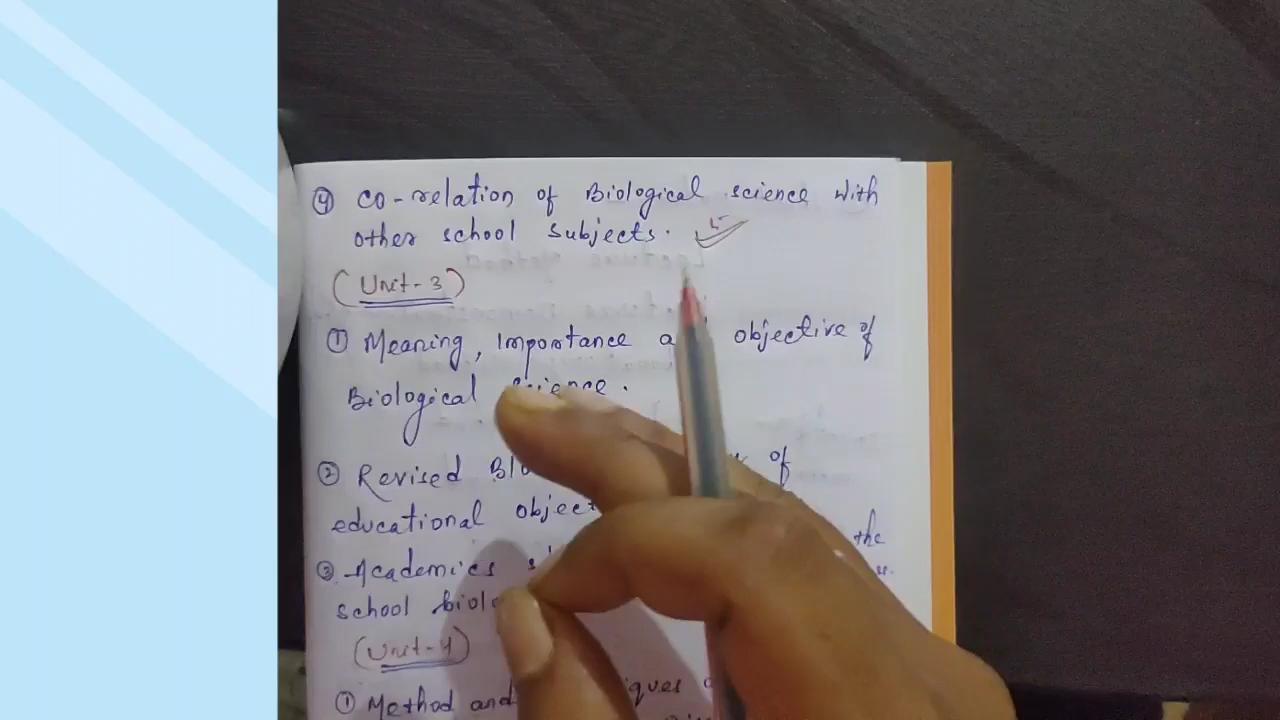 ④ co-relation of Biological science with
other school subjects.
(Unit-3)
① Meaning, Importance a objective of
Biological Science.
② Revised of
educational
③ Academics the
school
(Unit-4)
① Method and